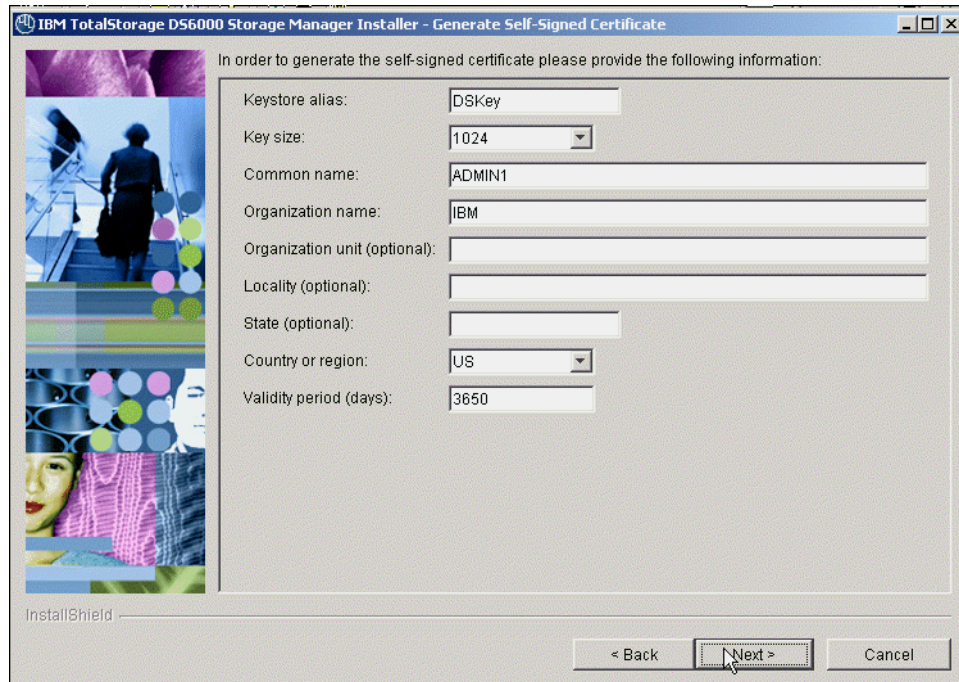 IBM TotalStorage DS6000 Storage Manager Installer - Generate Self-Signed Certificate
In order to generate the self-signed certificate please provide the following information:
Keystore alias: DSKey
Key size: 1024
Common name: ADMIN1
Organization name: IBM
Organization unit (optional):
Locality (optional):
State (optional):
Country or region: US
Validity period (days): 3650
InstallShield
< Back Next > Cancel